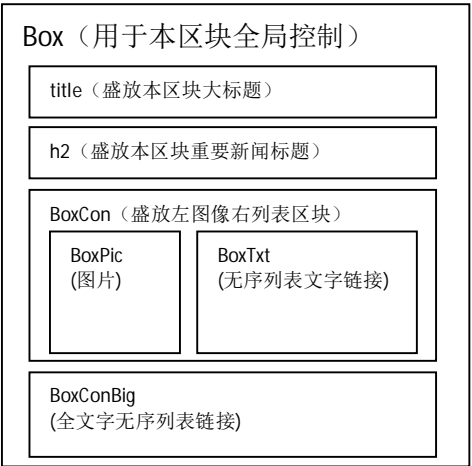 Box（用于本区块全局控制）
title（盛放本区块大标题）
h2（盛放本区块重要新闻标题）
BoxCon（盛放左图像右列表区块）
BoxPic
(图片)
BoxTxt
(无序列表文字链接)
BoxConBig
(全文字无序列表链接)